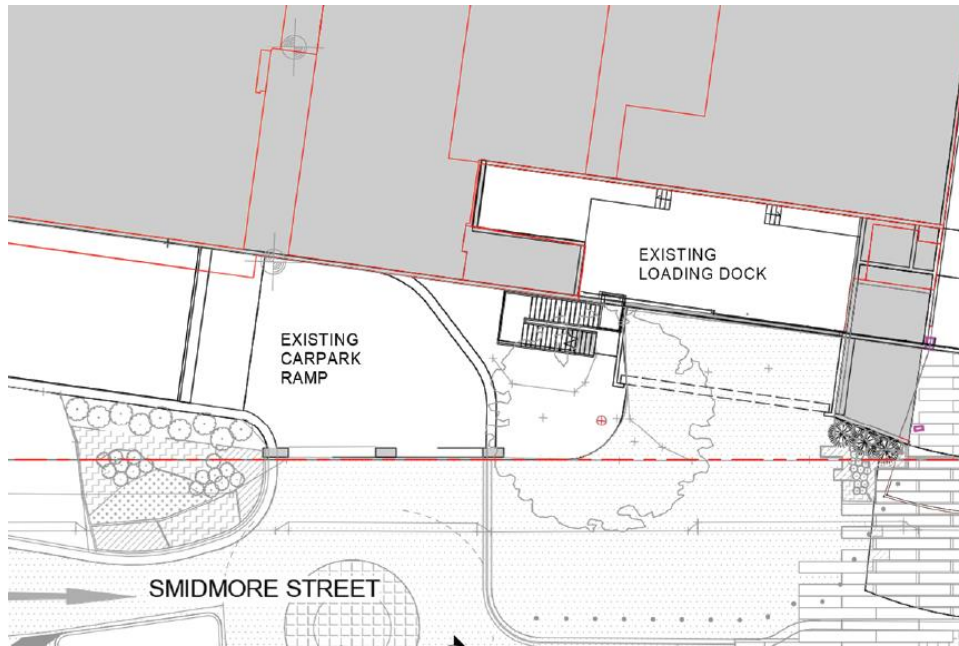 EXISTING
LOADING DOCK
EXISTING
CARPARK
RAMP
SMIDMORE STREET